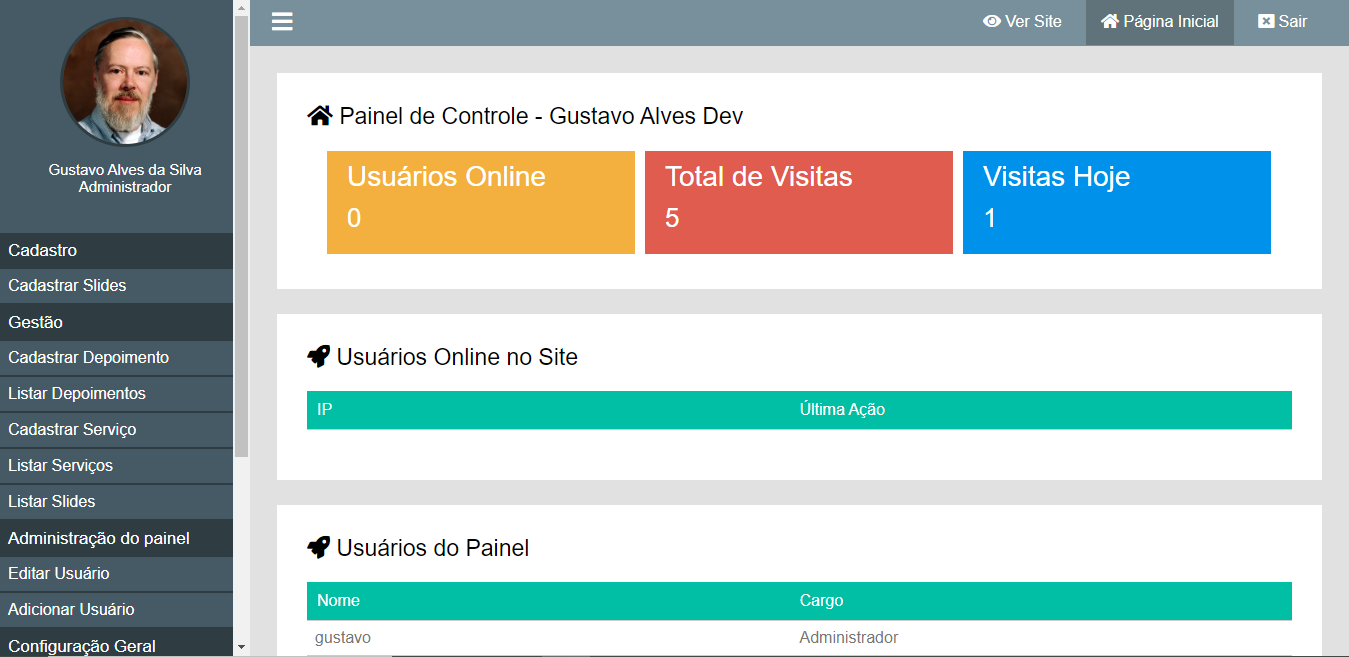 Ver Site
Página Inicial
Sair
Gustavo Alves da Silva
Administrador
Cadastro
Cadastrar Slides
Gestão
Cadastrar Depoimento
Listar Depoimentos
Cadastrar Serviço
Listar Serviços
Listar Slides
Administração do painel
Editar Usuário
Adicionar Usuário
Configuração Geral
Painel de Controle - Gustavo Alves Dev
Usuários Online
0
Total de Visitas
5
Visitas Hoje
1
Usuários Online no Site
IP Última Ação
Usuários do Painel
Nome Cargo
gustavo Administrador